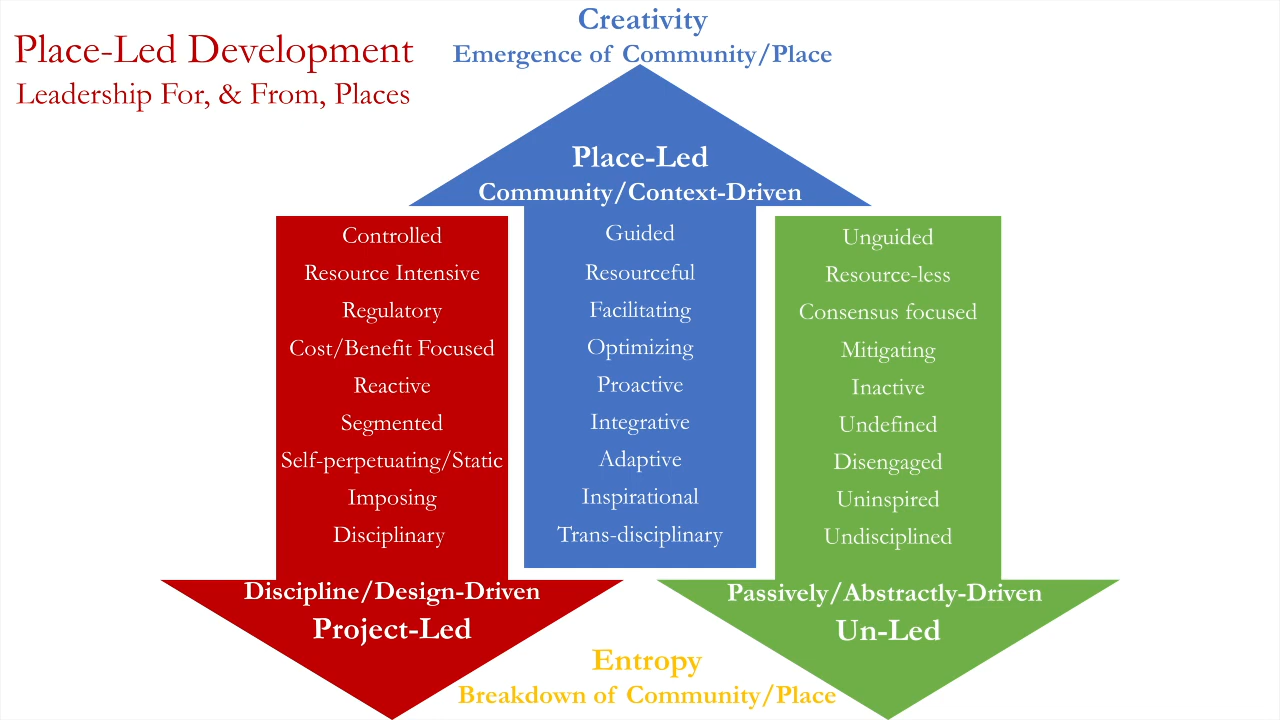 Place-Led Development
Leadership For, & From, Places
Creativity
Emergence of Community/Place
Place-Led
Community/Context-Driven
Controlled
Resource Intensive
Regulatory
Cost/Benefit Focused
Reactive
Segmented
Self-perpetuating/Static
Imposing
Disciplinary
Discipline/Design-Driven
Project-Led
Guided
Resourceful
Facilitating
Optimizing
Proactive
Integrative
Adaptive
Inspirational
Trans-disciplinary
Unguided
Resource-less
Consensus focused
Mitigating
Inactive
Undefined
Disengaged
Uninspired
Undisciplined
Passively/Abstractly-Driven
Un-Led
Entropy
Breakdown of Community/Place